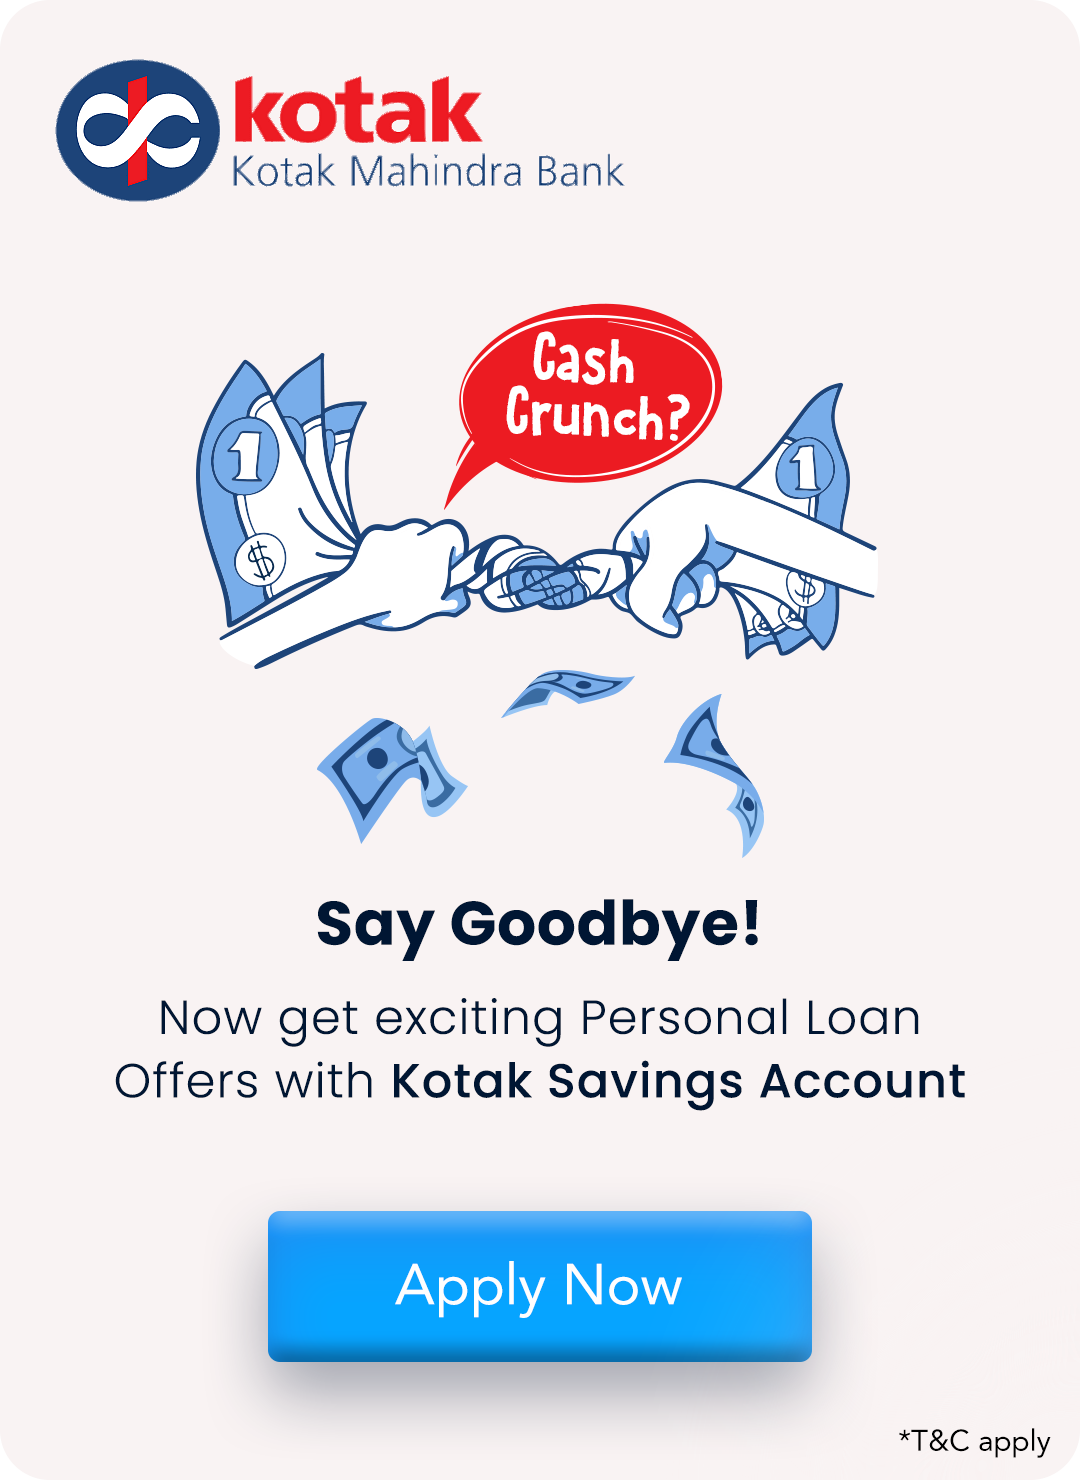 kotak
Kotak Mahindra Bank
Cash
Crunch?
1
1
$
$
$
Say Goodbye!
Now get exciting Personal Loan
Offers with Kotak Savings Account
Apply Now
*T&C apply